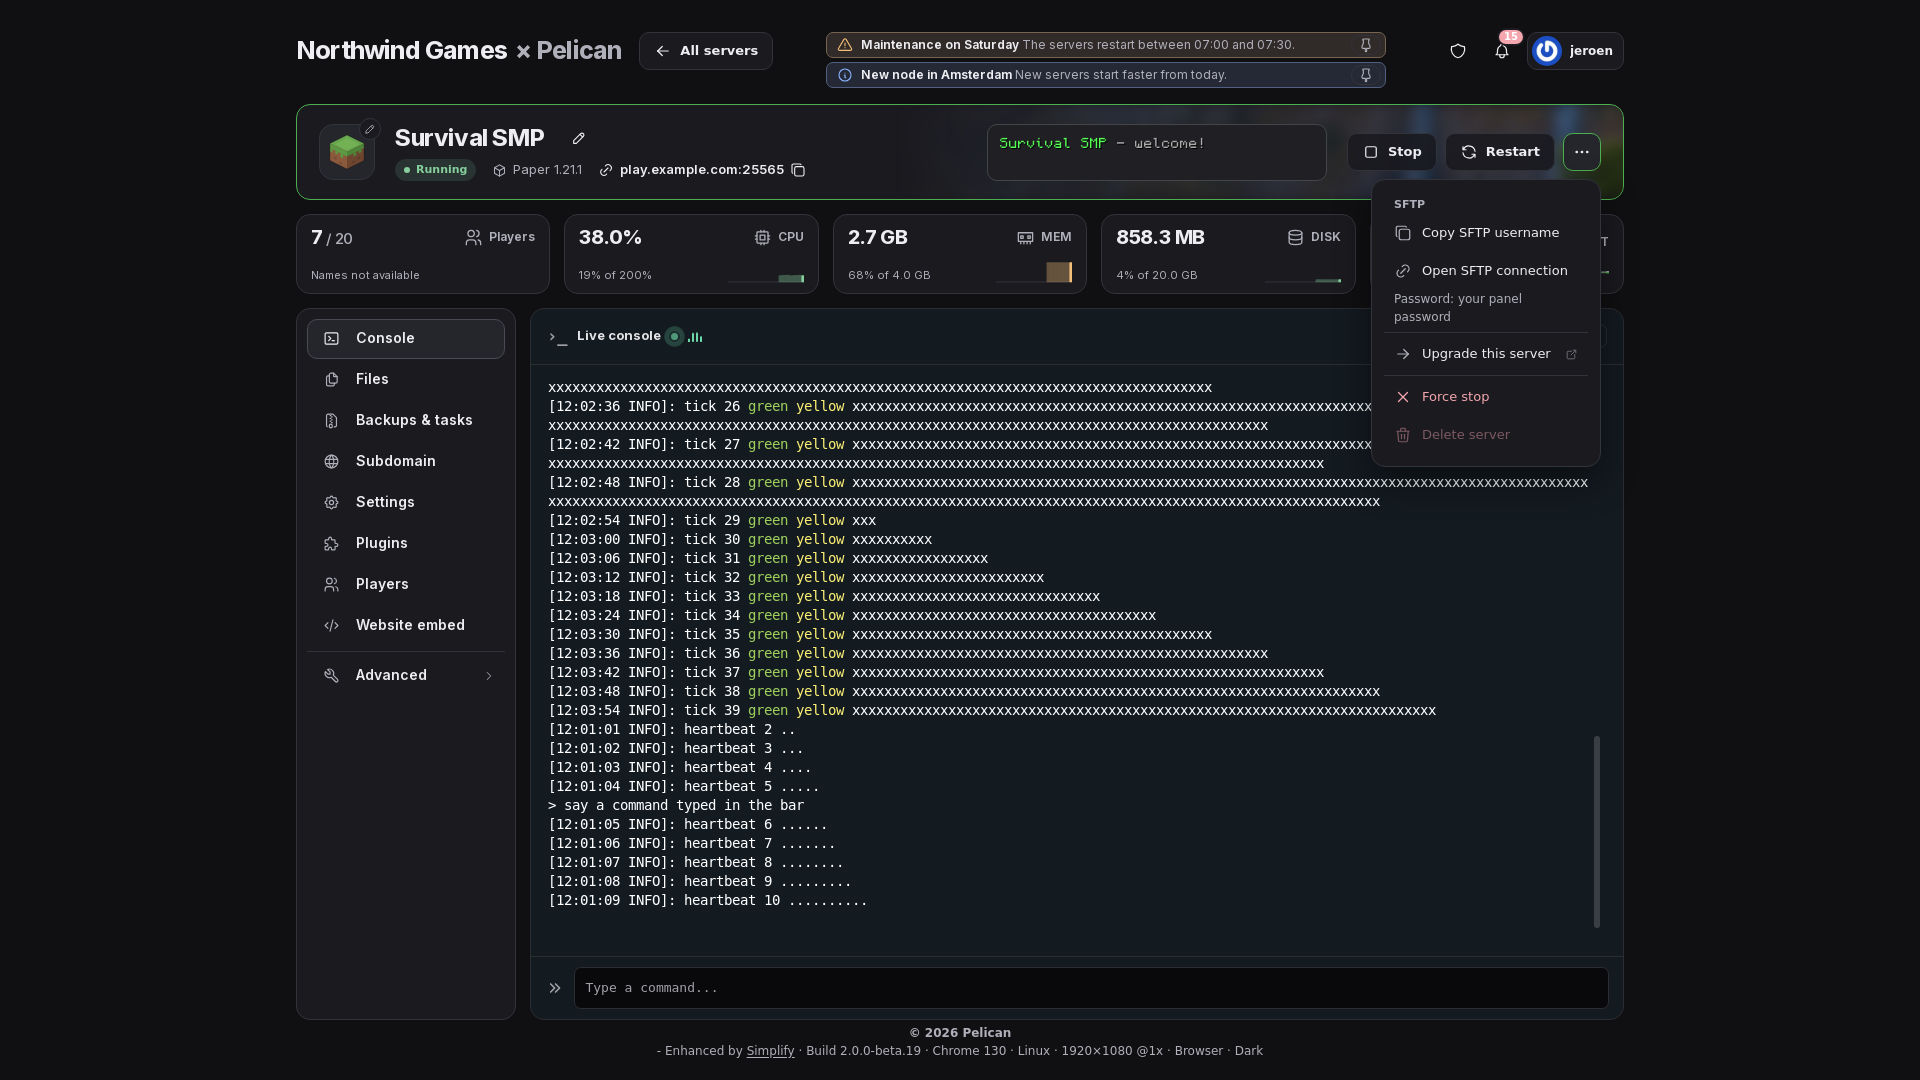 Northwind Games × Pelican
All servers
Maintenance on Saturday The servers restart between 07:00 and 07:30.
New node in Amsterdam New servers start faster from today.
15
jeroen
Survival SMP
Running
Paper 1.21.1
play.example.com:25565
Survival SMP - welcome!
Stop
Restart
7 / 20
Players
Names not available
38.0%
CPU
19% of 200%
2.7 GB
MEM
68% of 4.0 GB
858.3 MB
DISK
4% of 20.0 GB
T
SFTP
Copy SFTP username
Open SFTP connection
Password: your panel
password
Upgrade this server
Force stop
Delete server
Console
Files
Backups & tasks
Subdomain
Settings
Plugins
Players
Website embed
Advanced
>_ Live console
xxxxxxxxxxxxxxxxxxxxxxxxxxxxxxxxxxxxxxxxxxxxxxxxxxxxxxxxxxxxxxxxxxxxxxxxxxxxxxxxxxx
[12:02:36 INFO]: tick 26 green yellow xxxxxxxxxxxxxxxxxxxxxxxxxxxxxxxxxxxxxxxxxxxxxxxxxxxxxxxxxxxxxxxxx
xxxxxxxxxxxxxxxxxxxxxxxxxxxxxxxxxxxxxxxxxxxxxxxxxxxxxxxxxxxxxxxxxxxxxxxxxxxxxxxxxxxxxxxxxx
[12:02:42 INFO]: tick 27 green yellow xxxxxxxxxxxxxxxxxxxxxxxxxxxxxxxxxxxxxxxxxxxxxxxxxxxxxxxxxxxxxxxxx
xxxxxxxxxxxxxxxxxxxxxxxxxxxxxxxxxxxxxxxxxxxxxxxxxxxxxxxxxxxxxxxxxxxxxxxxxxxxxxxxxxxxxxxxxxxxxxxxx
[12:02:48 INFO]: tick 28 green yellow xxxxxxxxxxxxxxxxxxxxxxxxxxxxxxxxxxxxxxxxxxxxxxxxxxxxxxxxxxxxxxxxxxxxxxxxxxxxxxxxxxxxxxxxxxxx
xxxxxxxxxxxxxxxxxxxxxxxxxxxxxxxxxxxxxxxxxxxxxxxxxxxxxxxxxxxxxxxxxxxxxxxxxxxxxxxxxxxxxxxxxxxxxxxxxxxxxxxx
[12:02:54 INFO]: tick 29 green yellow xxx
[12:03:00 INFO]: tick 30 green yellow xxxxxxxxxx
[12:03:06 INFO]: tick 31 green yellow xxxxxxxxxxxxxxxxx
[12:03:12 INFO]: tick 32 green yellow xxxxxxxxxxxxxxxxxxxxxxxx
[12:03:18 INFO]: tick 33 green yellow xxxxxxxxxxxxxxxxxxxxxxxxxxxxxxx
[12:03:24 INFO]: tick 34 green yellow xxxxxxxxxxxxxxxxxxxxxxxxxxxxxxxxxxxxxx
[12:03:30 INFO]: tick 35 green yellow xxxxxxxxxxxxxxxxxxxxxxxxxxxxxxxxxxxxxxxxxxxxx
[12:03:36 INFO]: tick 36 green yellow xxxxxxxxxxxxxxxxxxxxxxxxxxxxxxxxxxxxxxxxxxxxxxxxxxxx
[12:03:42 INFO]: tick 37 green yellow xxxxxxxxxxxxxxxxxxxxxxxxxxxxxxxxxxxxxxxxxxxxxxxxxxxxxxxxxxx
[12:03:48 INFO]: tick 38 green yellow xxxxxxxxxxxxxxxxxxxxxxxxxxxxxxxxxxxxxxxxxxxxxxxxxxxxxxxxxxxxxxxxxx
[12:03:54 INFO]: tick 39 green yellow xxxxxxxxxxxxxxxxxxxxxxxxxxxxxxxxxxxxxxxxxxxxxxxxxxxxxxxxxxxxxxxxxxxxxxxxx
[12:01:01 INFO]: heartbeat 2 ..
[12:01:02 INFO]: heartbeat 3 ...
[12:01:03 INFO]: heartbeat 4 ....
[12:01:04 INFO]: heartbeat 5 .....
> say a command typed in the bar
[12:01:05 INFO]: heartbeat 6 ......
[12:01:06 INFO]: heartbeat 7 .......
[12:01:07 INFO]: heartbeat 8 ........
[12:01:08 INFO]: heartbeat 9 .........
[12:01:09 INFO]: heartbeat 10 ..........
Type a command...
© 2026 Pelican
- Enhanced by Simplify · Build 2.0.0-beta.19 · Chrome 130 · Linux · 1920×1080 @1x · Browser · Dark